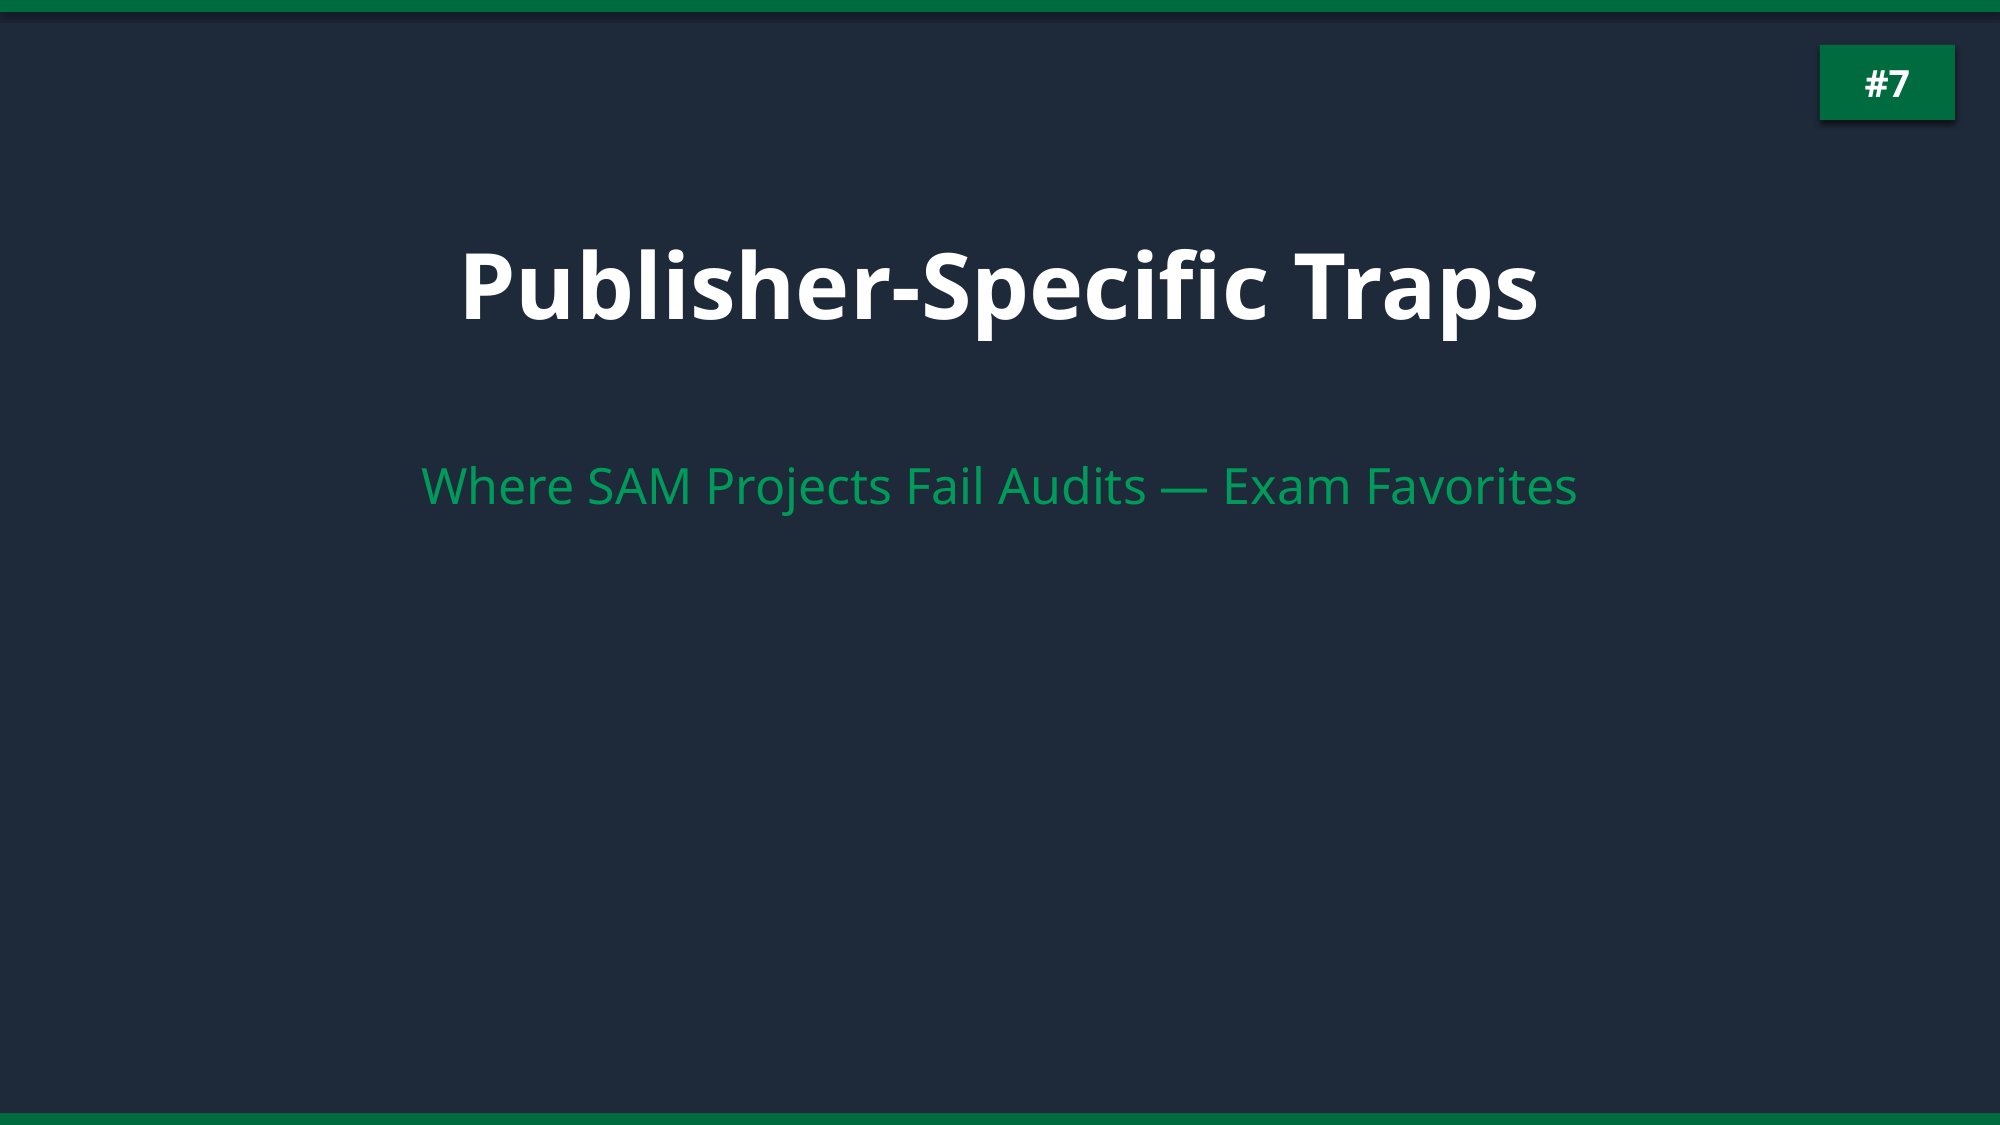 #7
Publisher-Specific Traps
Where SAM Projects Fail Audits — Exam Favorites